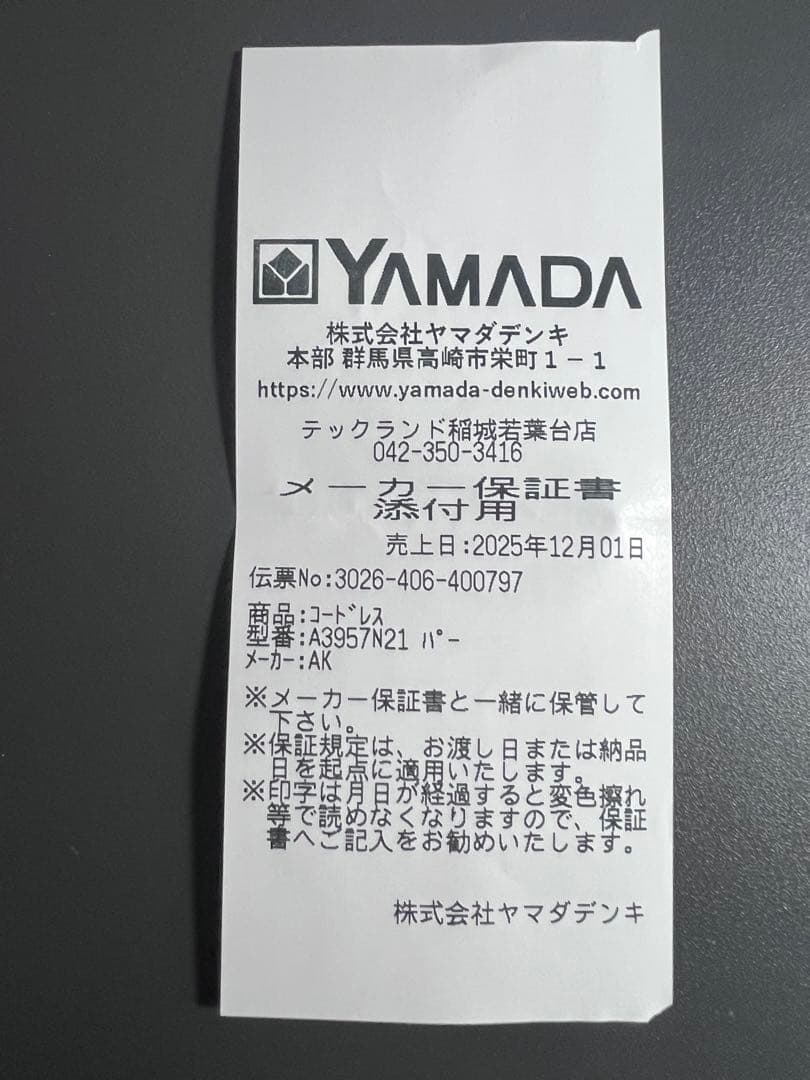 YAMADA
株式会社ヤマダデンキ
本部 群馬県高崎市栄町１－１
https://www.yamada-denkiweb.com
テックランド稲城若葉台店
042-350-3416
メーカー保証書
添付用
売上日:2025年12月01日
伝票No:3026-406-400797
商品:ｺｰﾄﾞﾚｽ
型番:A3957N21 ﾊﾟｰ
ﾒｰｶｰ:AK
※メーカー保証書と一緒に保管して
下さい。
※保証規定は、お渡し日または納品
日を起点に適用いたします。
※印字は月日が経過すると変色擦れ
等で読めなくなりますので、保証
書へご記入をお勧めいたします。
株式会社ヤマダデンキ